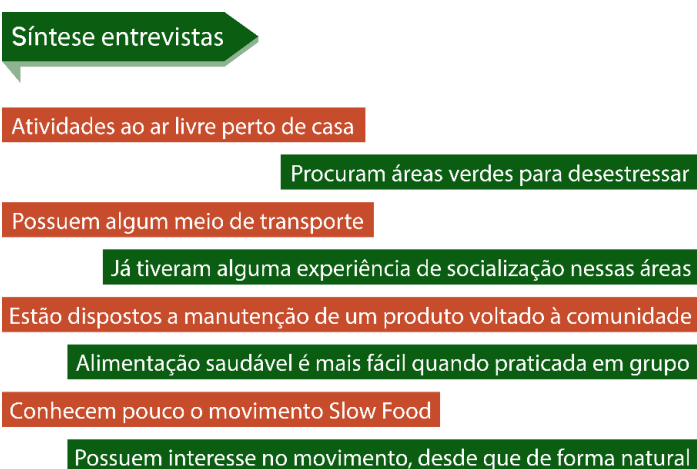 Síntese entrevistas
Atividades ao ar livre perto de casa
Procuram áreas verdes para desestressar
Possuem algum meio de transporte
Já tiveram alguma experiência de socialização nessas áreas
Estão dispostos a manutenção de um produto voltado à comunidade
Alimentação saudável é mais fácil quando praticada em grupo
Conhecem pouco o movimento Slow Food
Possuem interesse no movimento, desde que de forma natural